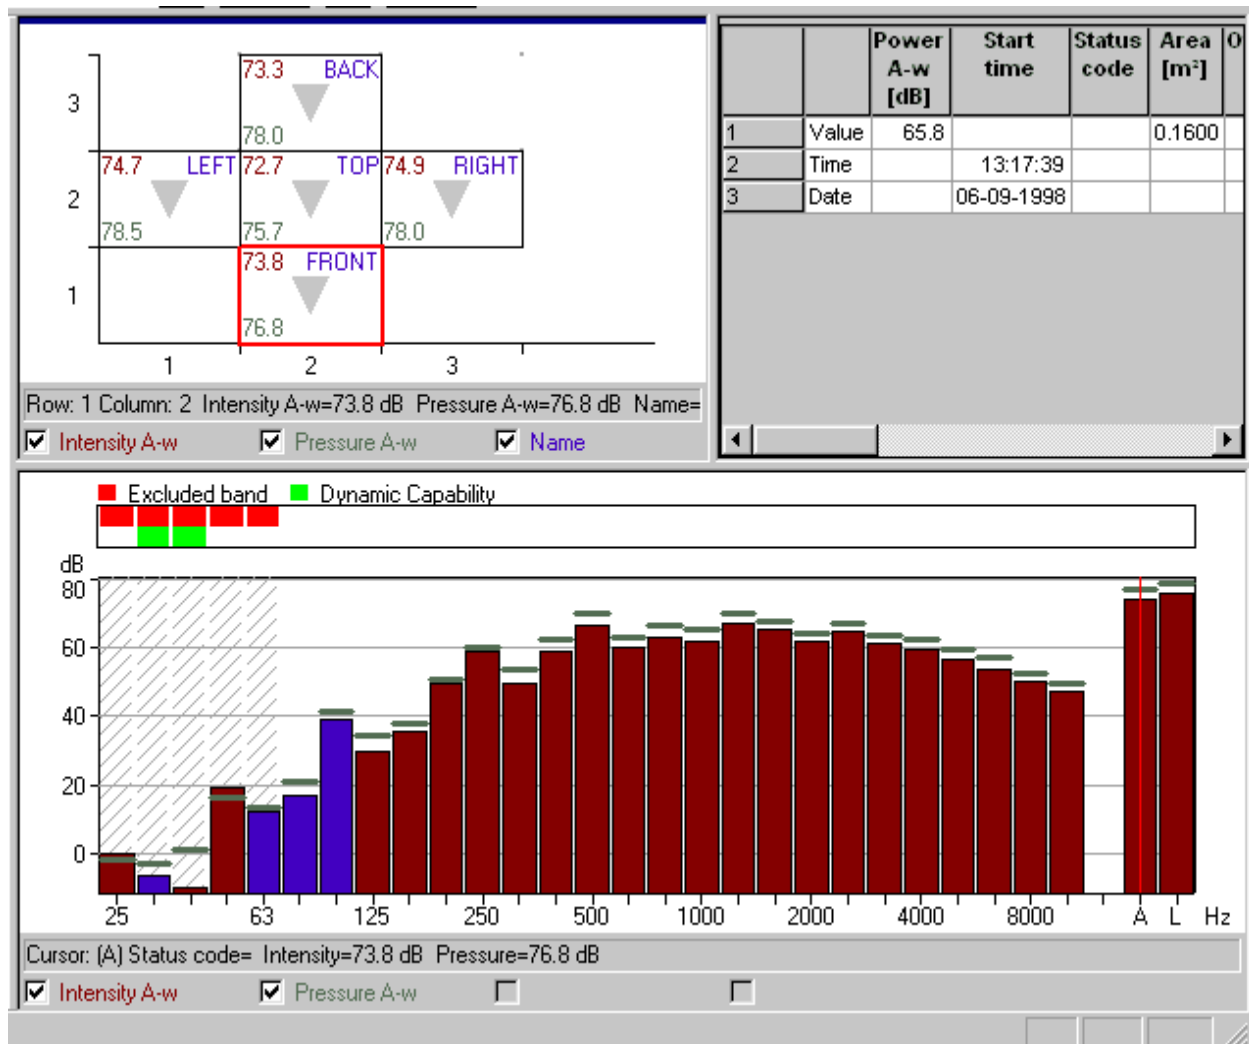 3
73.3 BACK
78.0
2
74.7 LEFT 72.7 TOP 74.9 RIGHT
78.5 75.7 78.0
1
73.8 FRONT
76.8
1 2 3
Row: 1 Column: 2 Intensity A-w=73.8 dB Pressure A-w=76.8 dB Name=
Intensity A-w Pressure A-w Name
Power A-w [dB] Start time Status code Area [m²] O
1 Value 65.8 0.1600
2 Time 13:17:39
3 Date 06-09-1998
Excluded band Dynamic Capability
dB
80
60
40
20
0
25 63 125 250 500 1000 2000 4000 8000 A L Hz
Cursor: (A) Status code= Intensity=73.8 dB Pressure=76.8 dB
Intensity A-w Pressure A-w